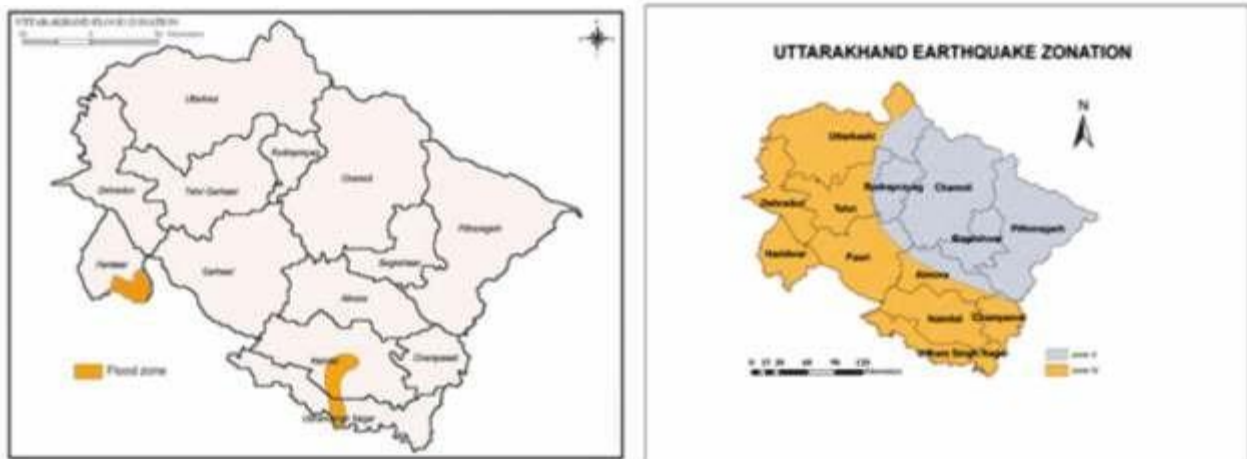 UTTARAKHAND FLOOD ZONATION
Uttarkasi
Rudraprayag
Dehradun
Tehri Garhwal
Chamoli
Pithoragarh
Haridwar
Garhwal
Bageshwar
Almora
Nainital
Champawat
Flood zone
UTTARAKHAND EARTHQUAKE ZONATION
N
Uttarkashi
Rudraprayag
Chamoli
Dehradun
Tehri
Bageshwar
Pithoragarh
Haridwar
Pauri
Almora
Nainital
Champawat
Udham Singh Nagar
zone V
zone IV